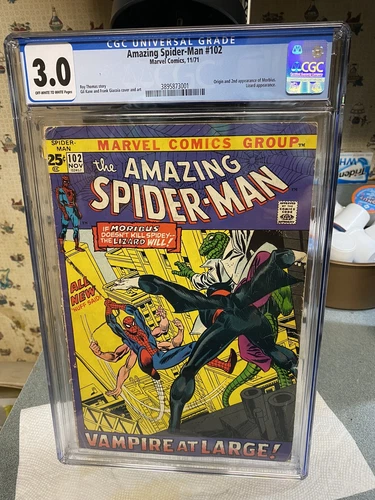 CGC UNIVERSAL GRADE
3.0
OFF-WHITE TO WHITE Pages
Amazing Spider-Man #102
Marvel Comics, 11/71
Roy Thomas story
Gil Kane and Frank Giacoia cover and art
Origin and 2nd appearance of Morbius.
Lizard appearance.
3895873001
CGC
SPIDER-
MAN
MARVEL COMICS GROUP™
25¢
102
NOV
the AMAZING
SPIDER-MAN
IF MORBIUS
DOESN'T KILL SPIDEY—
THE LIZARD WILL!
ALL
NEW
VAMPIRE AT LARGE!